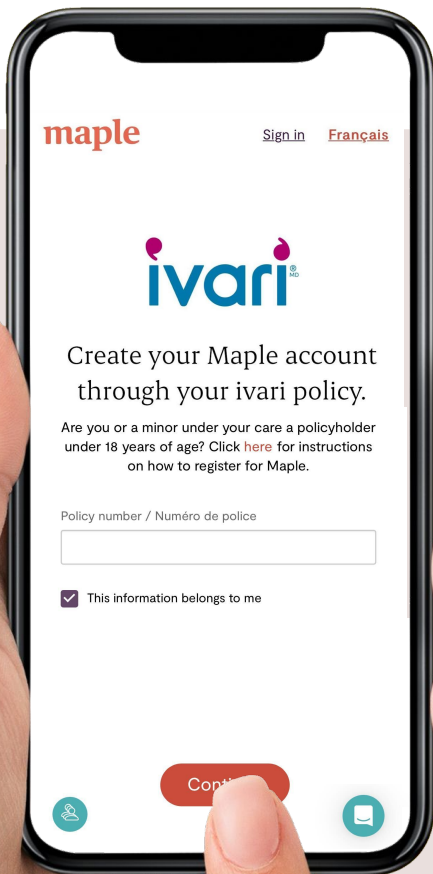 maple
Sign in
Français
ivari
MD
Create your Maple account
through your ivari policy.
Are you or a minor under your care a policyholder
under 18 years of age? Click here for instructions
on how to register for Maple.
Policy number / Numéro de police
This information belongs to me